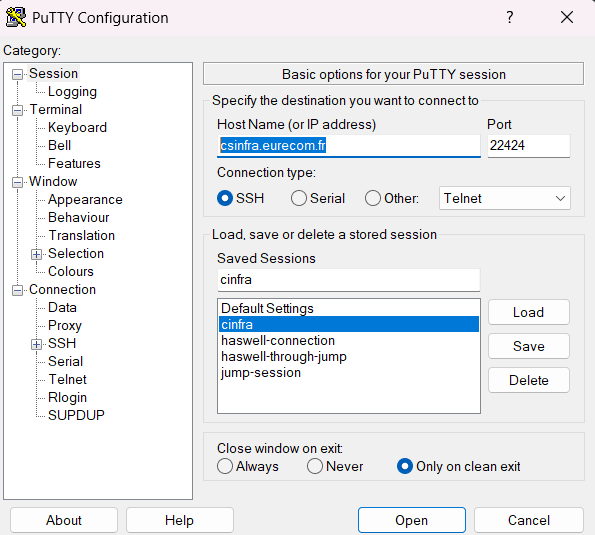 PuTTY Configuration
?
Category:
Session
Logging
Terminal
Keyboard
Bell
Features
Window
Appearance
Behaviour
Translation
Selection
Colours
Connection
Data
Proxy
SSH
Serial
Telnet
Rlogin
SUPDUP
Basic options for your PuTTY session
Specify the destination you want to connect to
Host Name (or IP address) Port
csinfra.eurecom.fr 22424
Connection type:
SSH Serial Other: Telnet
Load, save or delete a stored session
Saved Sessions
cinfra
Default Settings
cinfra
haswell-connection
haswell-through-jump
jump-session
Load
Save
Delete
Close window on exit:
Always Never Only on clean exit
About Help Open Cancel